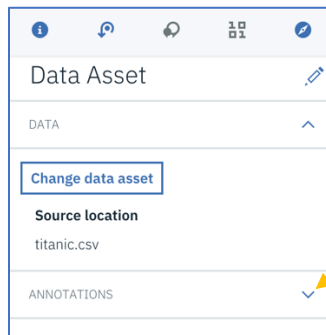 Data Asset
DATA
Change data asset
Source location
titanic.csv
ANNOTATIONS